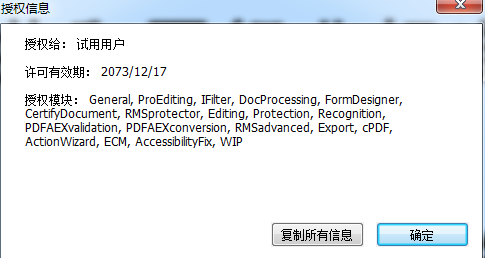 授权信息
授权给: 试用用户
许可有效期: 2073/12/17
授权模块: General, ProEditing, IFilter, DocProcessing, FormDesigner,
CertifyDocument, RMSprotector, Editing, Protection, Recognition,
PDFAEXvalidation, PDFAEXconversion, RMSadvanced, Export, cPDF,
ActionWizard, ECM, AccessibilityFix, WIP
复制所有信息
确定